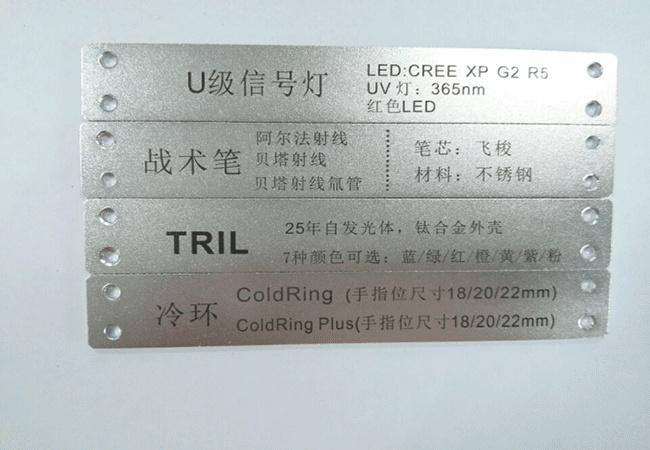 U级信号灯
LED:CREE XP G2 R5
UV 灯：365nm
红色LED
战术笔
阿尔法射线
贝塔射线
贝塔射线氚管
笔芯：飞梭
材料：不锈钢
TRIL
25年自发光体，钛合金外壳
7种颜色可选：蓝/绿/红/橙/黄/紫/粉
冷环
ColdRing (手指位尺寸18/20/22mm)
ColdRing Plus(手指位尺寸18/20/22mm)